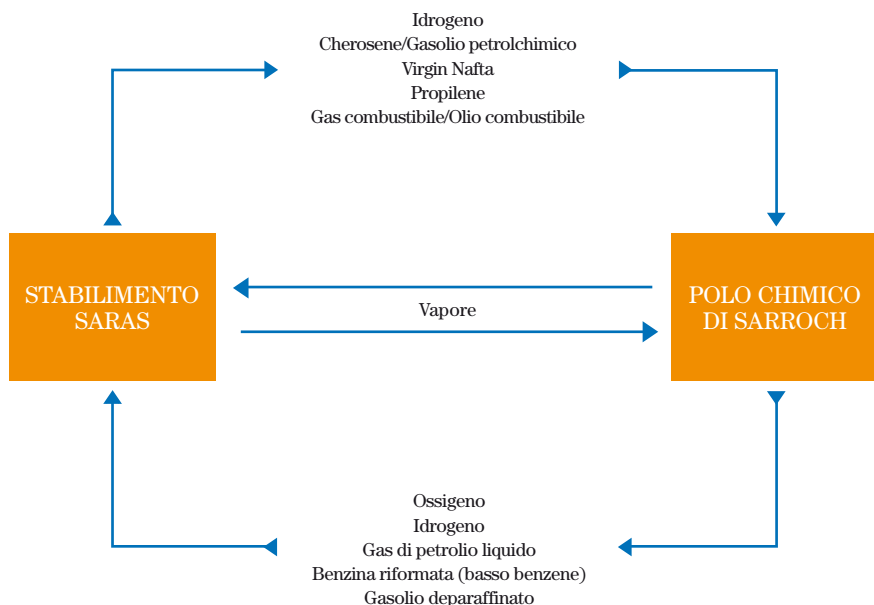 Idrogeno
Cherosene/Gasolio petrolchimico
Virgin Nafta
Propilene
Gas combustibile/Olio combustibile
STABILIMENTO
SARAS
Vapore
POLO CHIMICO
DI SARROCH
Ossigeno
Idrogeno
Gas di petrolio liquido
Benzina riformata (basso benzene)
Gasolio deparaffinato